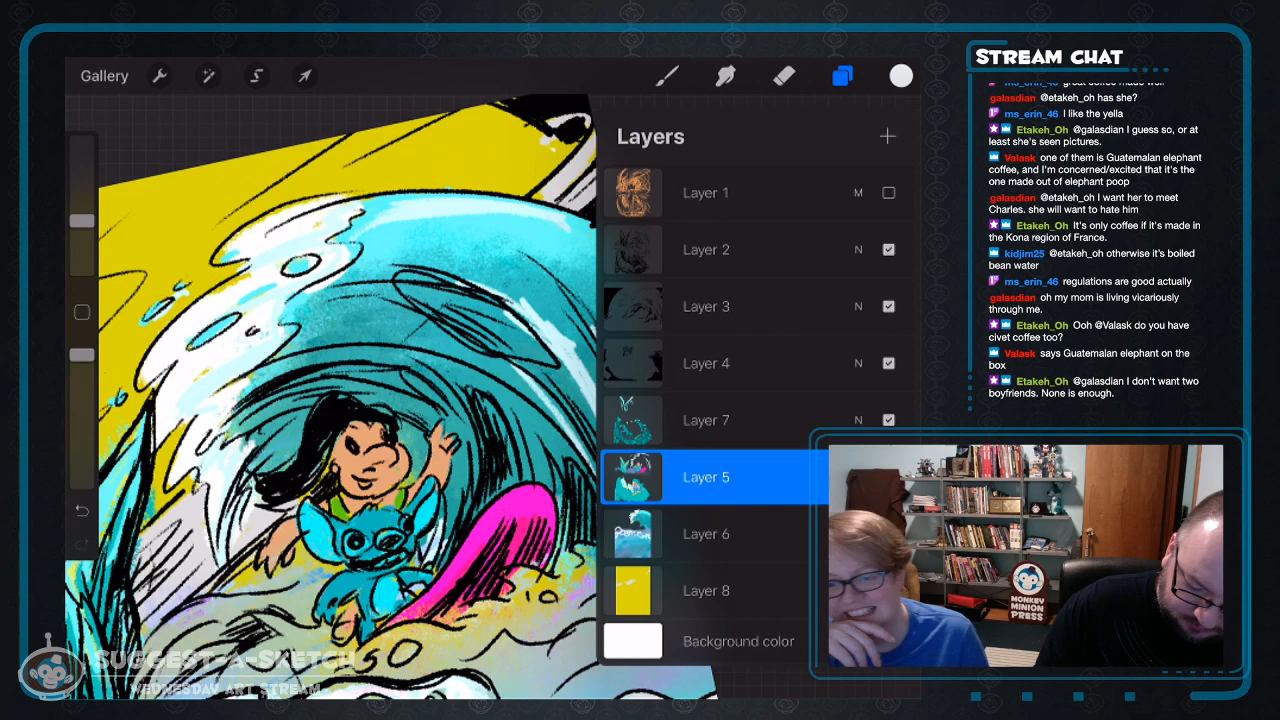 Gallery
Layers
Layer 1
M
Layer 2
N
Layer 3
N
Layer 4
N
Layer 7
N
Layer 5
Layer 6
Layer 8
Background color
SUGGEST-A-SKETCH
WEDNESDAY ART STREAM
STREAM CHAT
ms_erin_46 great coffee made well
galasdian @etakeh_oh has she?
ms_erin_46 I like the yella
Etakeh_Oh @galasdian I guess so, or at
least she's seen pictures.
Valask one of them is Guatemalan elephant
coffee, and I'm concerned/excited that it's the
one made out of elephant poop
galasdian @etakeh_oh I want her to meet
Charles. she will want to hate him
Etakeh_Oh It's only coffee if it's made in
the Kona region of France.
kidjim25 @etakeh_oh otherwise it's boiled
bean water
ms_erin_46 regulations are good actually
galasdian oh my mom is living vicariously
through me.
Etakeh_Oh Ooh @Valask do you have
civet coffee too?
Valask says Guatemalan elephant on the
box
Etakeh_Oh @galasdian I don't want two
boyfriends. None is enough.
MONKEY
MINION
PRESS